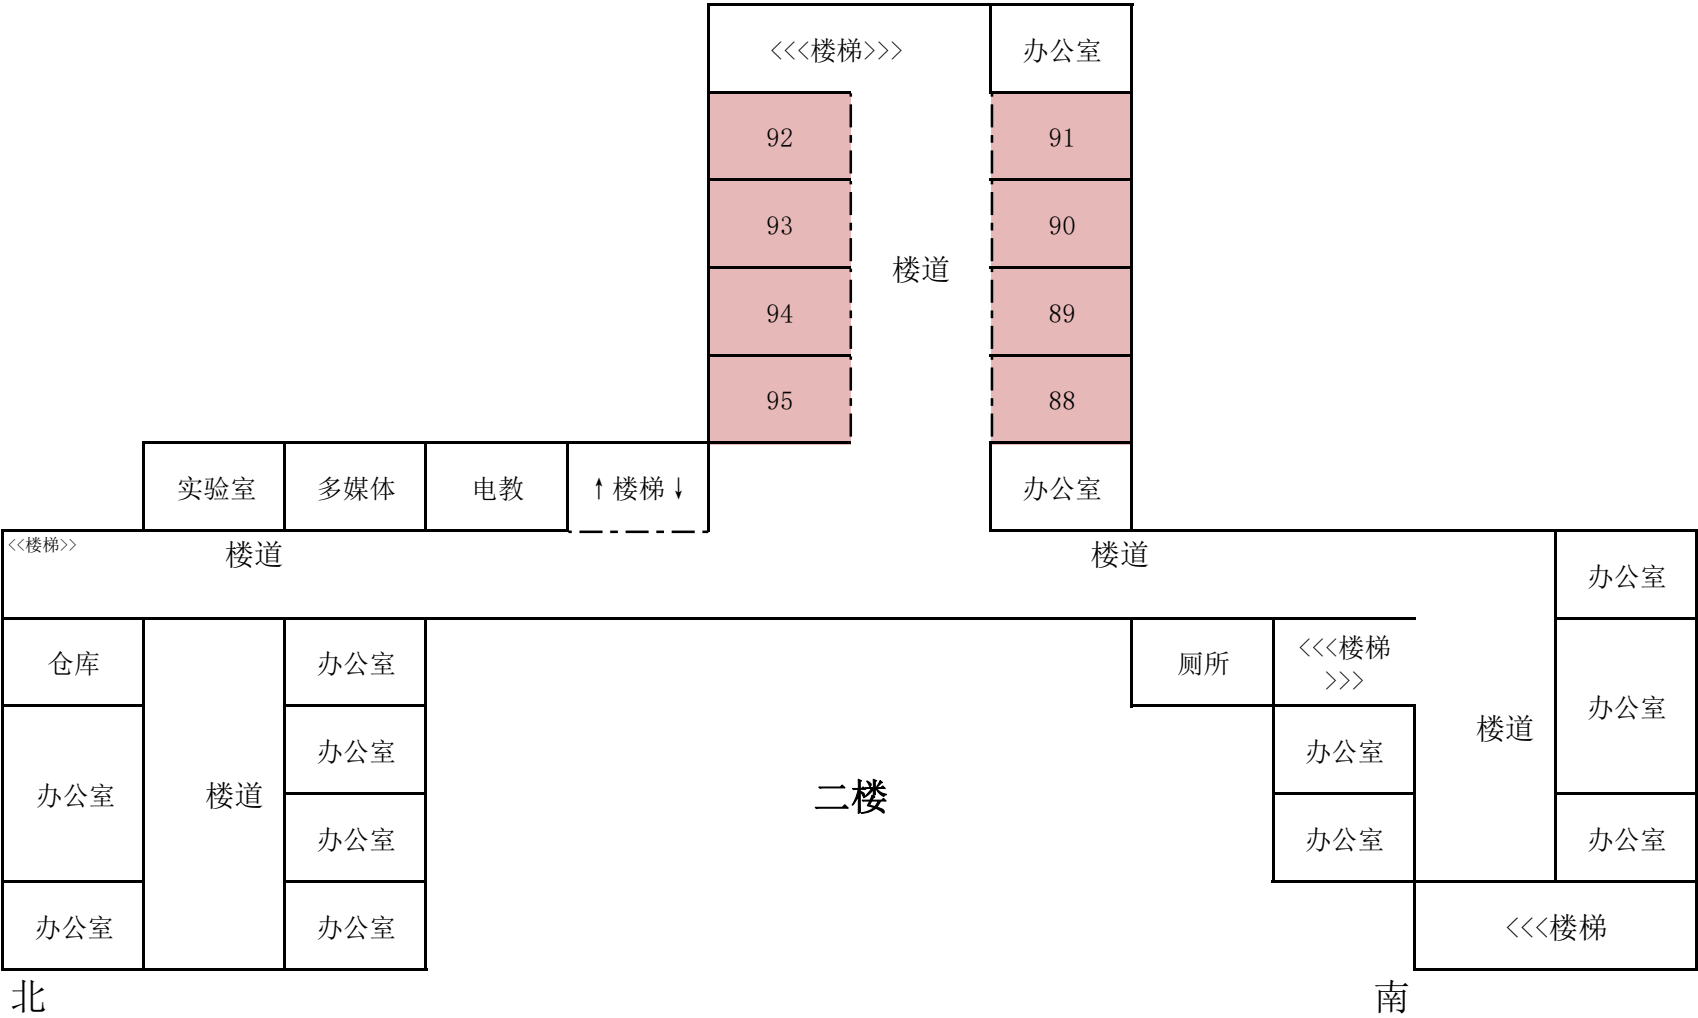 <<<楼梯>>>
办公室
92
91
93
90
楼道
94
89
95
88
实验室
多媒体
电教
↑楼梯↓
办公室
<<楼梯>>
楼道
楼道
办公室
仓库
办公室
厕所
<<<楼梯
>>>
办公室
楼道
办公室
办公室
办公室
楼道
二楼
办公室
办公室
办公室
办公室
办公室
<<<楼梯
北
南